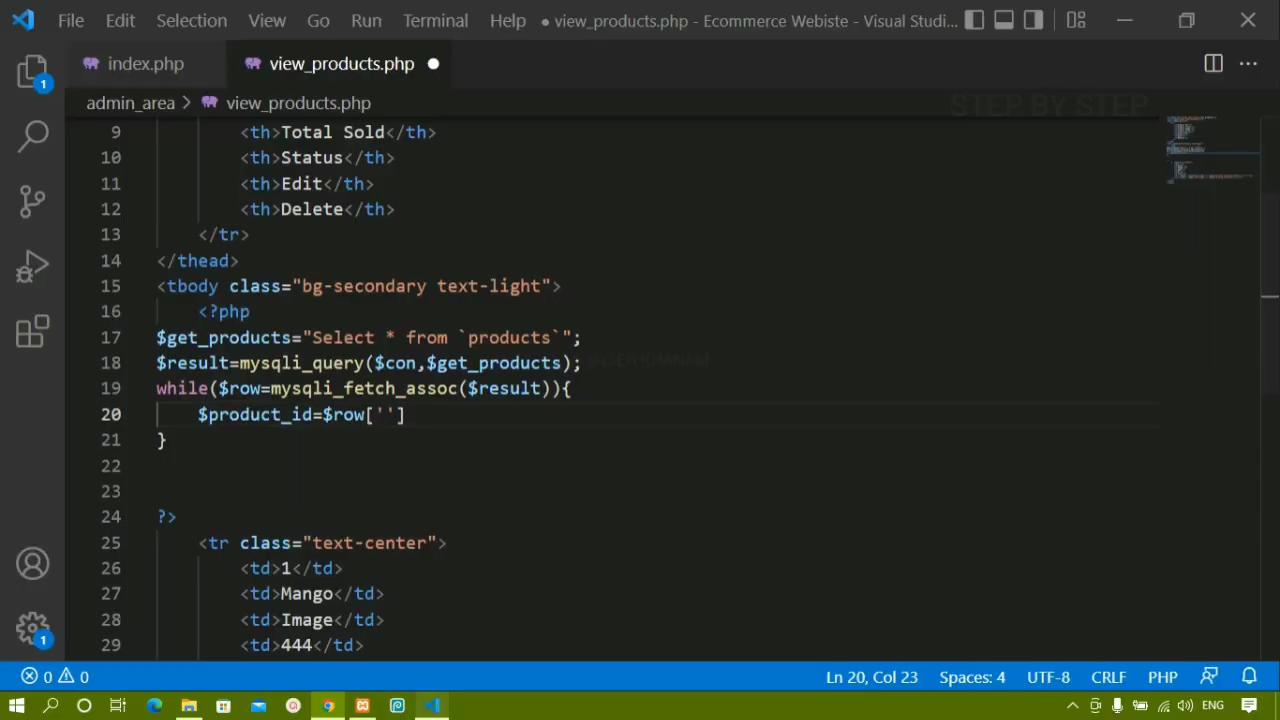 File Edit Selection View Go Run Terminal Help ● view_products.php - Ecommerce Webiste - Visual Studi...
index.php view_products.php ●
admin_area > view_products.php
STEP BY STEP
9 <th>Total Sold</th>
10 <th>Status</th>
11 <th>Edit</th>
12 <th>Delete</th>
13 </tr>
14 </thead>
15 <tbody class="bg-secondary text-light">
16 <?php
17 $get_products="Select * from `products`";
18 $result=mysqli_query($con,$get_products);
19 while($row=mysqli_fetch_assoc($result)){
20 $product_id=$row['']
21 }
22
23
24 ?>
25 <tr class="text-center">
26 <td>1</td>
27 <td>Mango</td>
28 <td>Image</td>
29 <td>444</td>
1
1
0 0 Ln 20, Col 23 Spaces: 4 UTF-8 CRLF PHP
ENG